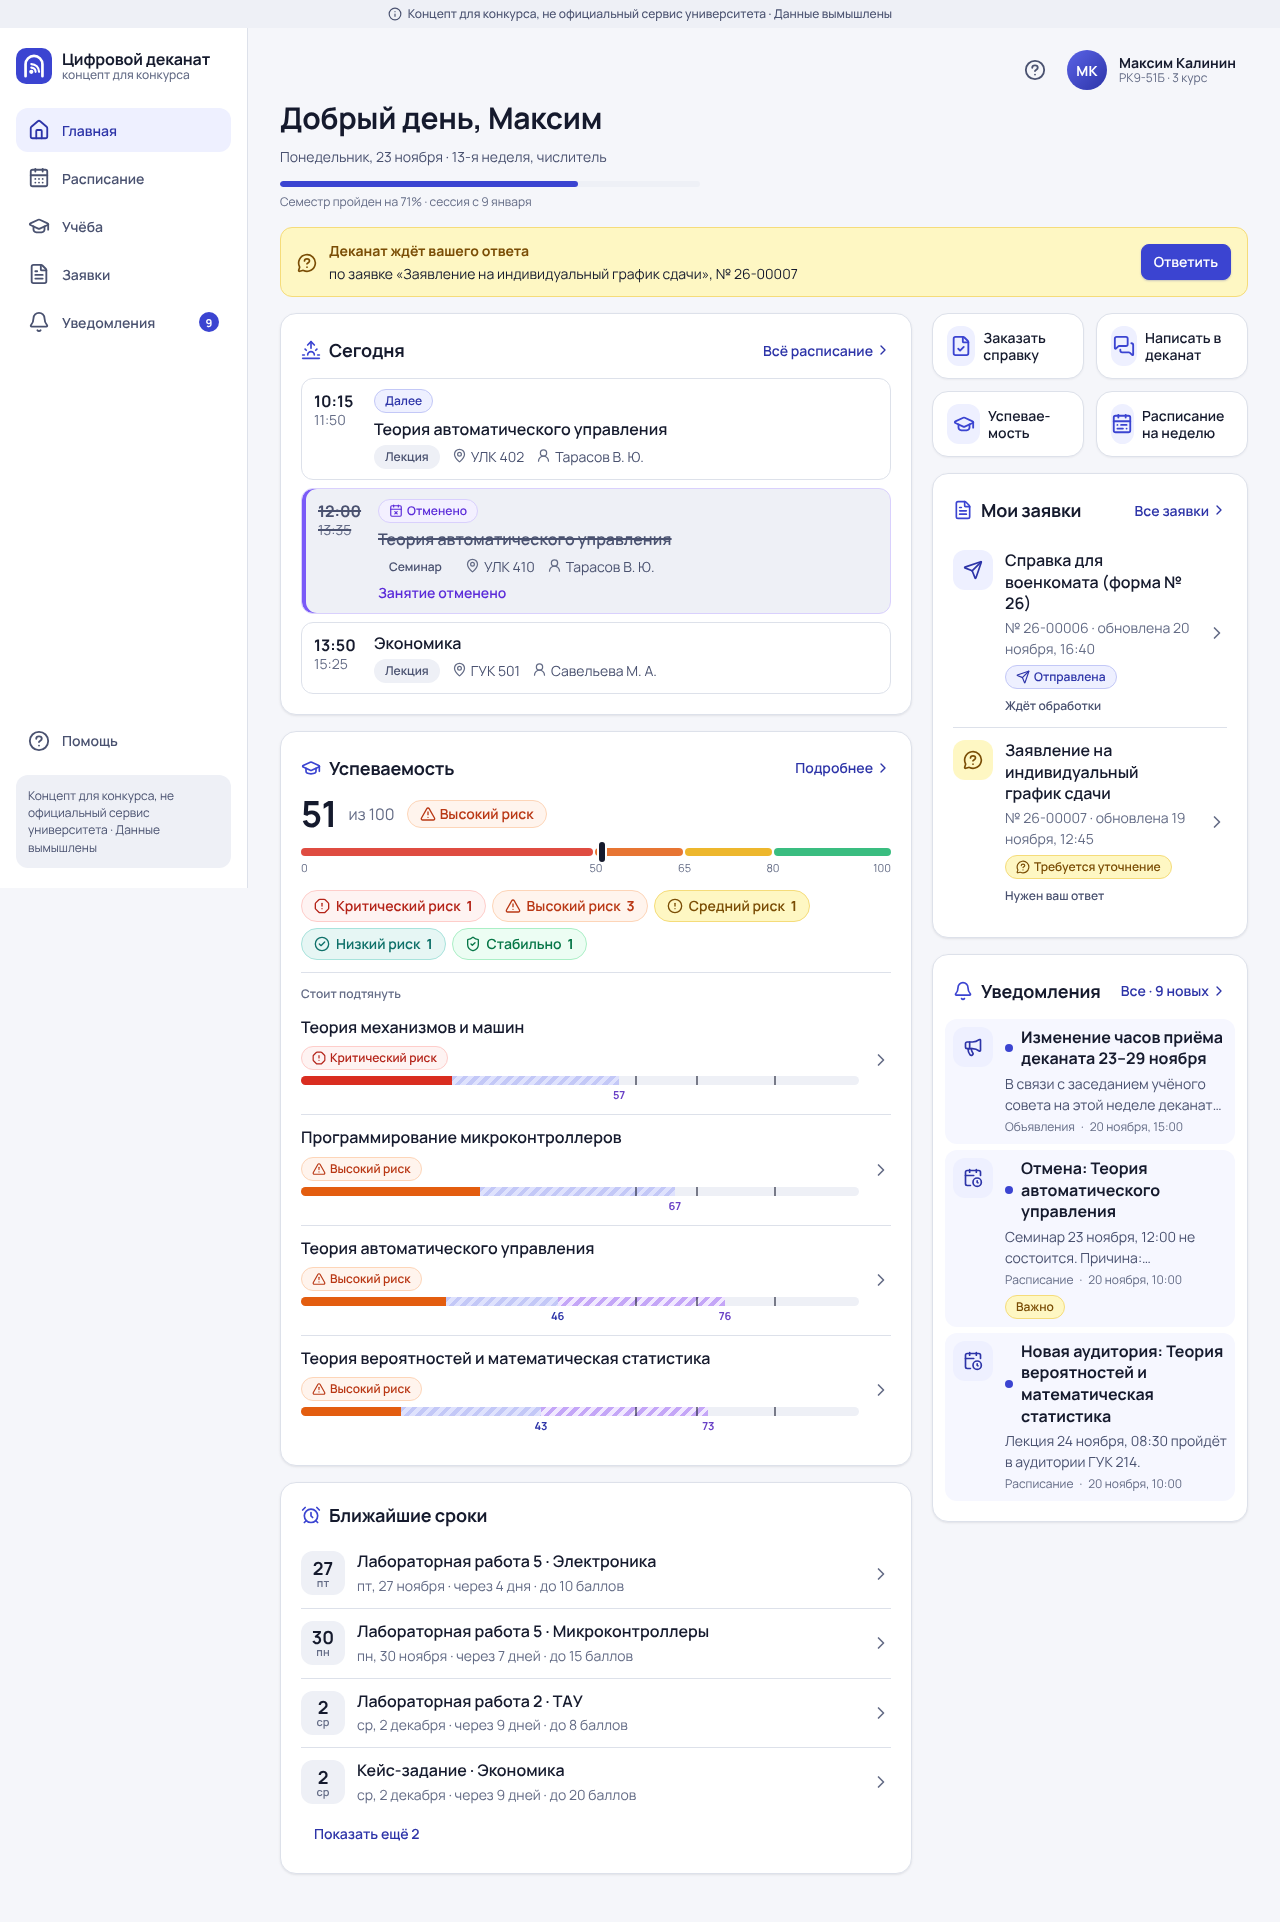 Концепт для конкурса, не официальный сервис университета · Данные вымышлены
Цифровой деканат
концепт для конкурса
Главная
Расписание
Учёба
Заявки
Уведомления 9
Помощь
Концепт для конкурса, не
официальный сервис
университета · Данные
вымышлены
МК
Максим Калинин
РК9-51Б · 3 курс
Добрый день, Максим
Понедельник, 23 ноября · 13-я неделя, числитель
Семестр пройден на 71% · сессия с 9 января
Деканат ждёт вашего ответа
по заявке «Заявление на индивидуальный график сдачи», № 26-00007
Ответить
Сегодня
Всё расписание
10:15
11:50
Далее
Теория автоматического управления
Лекция УЛК 402 Тарасов В. Ю.
12:00
13:35
Отменено
Теория автоматического управления
Семинар УЛК 410 Тарасов В. Ю.
Занятие отменено
13:50
15:25
Экономика
Лекция ГУК 501 Савельева М. А.
Успеваемость
Подробнее
51 из 100 Высокий риск
0 50 65 80 100
Критический риск 1 Высокий риск 3 Средний риск 1
Низкий риск 1 Стабильно 1
Стоит подтянуть
Теория механизмов и машин
Критический риск
57
Программирование микроконтроллеров
Высокий риск
67
Теория автоматического управления
Высокий риск
46 76
Теория вероятностей и математическая статистика
Высокий риск
43 73
Ближайшие сроки
27
пт
Лабораторная работа 5 · Электроника
пт, 27 ноября · через 4 дня · до 10 баллов
30
пн
Лабораторная работа 5 · Микроконтроллеры
пн, 30 ноября · через 7 дней · до 15 баллов
2
ср
Лабораторная работа 2 · ТАУ
ср, 2 декабря · через 9 дней · до 8 баллов
2
ср
Кейс-задание · Экономика
ср, 2 декабря · через 9 дней · до 20 баллов
Показать ещё 2
Заказать
справку
Написать в
деканат
Успевае-
мость
Расписание
на неделю
Мои заявки
Все заявки
Справка для
военкомата (форма №
26)
№ 26-00006 · обновлена 20
ноября, 16:40
Отправлена
Ждёт обработки
Заявление на
индивидуальный
график сдачи
№ 26-00007 · обновлена 19
ноября, 12:45
Требуется уточнение
Нужен ваш ответ
Уведомления
Все · 9 новых
Изменение часов приёма
деканата 23–29 ноября
В связи с заседанием учёного
совета на этой неделе деканат…
Объявления · 20 ноября, 15:00
Отмена: Теория
автоматического
управления
Семинар 23 ноября, 12:00 не
состоится. Причина:…
Расписание · 20 ноября, 10:00
Важно
Новая аудитория: Теория
вероятностей и
математическая
статистика
Лекция 24 ноября, 08:30 пройдёт
в аудитории ГУК 214.
Расписание · 20 ноября, 10:00